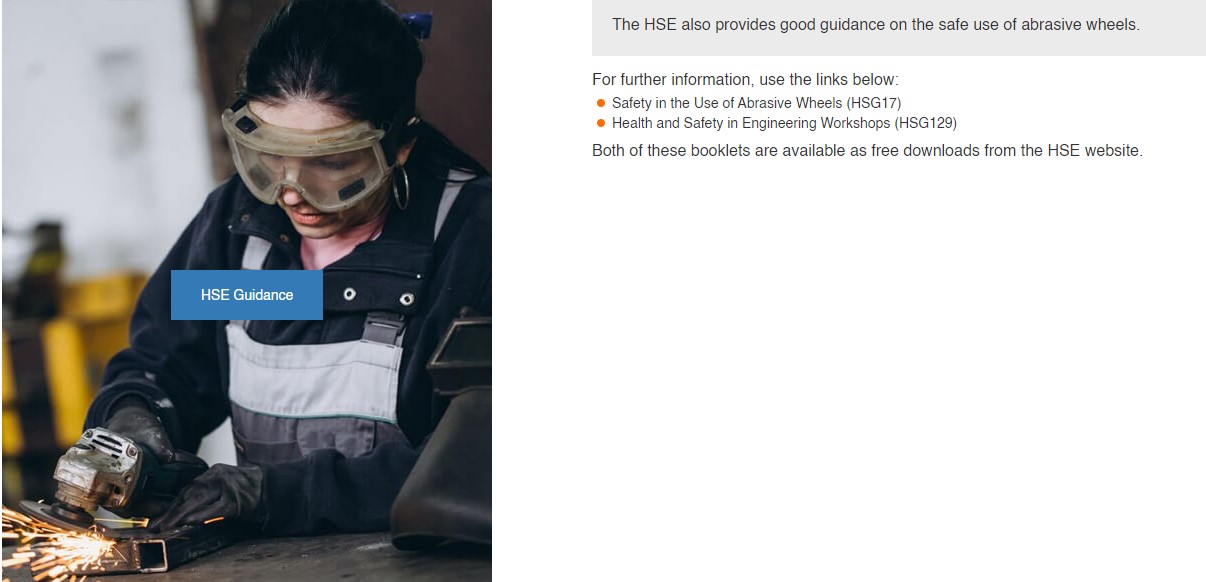 HSE Guidance
The HSE also provides good guidance on the safe use of abrasive wheels.
For further information, use the links below:
Safety in the Use of Abrasive Wheels (HSG17)
Health and Safety in Engineering Workshops (HSG129)
Both of these booklets are available as free downloads from the HSE website.